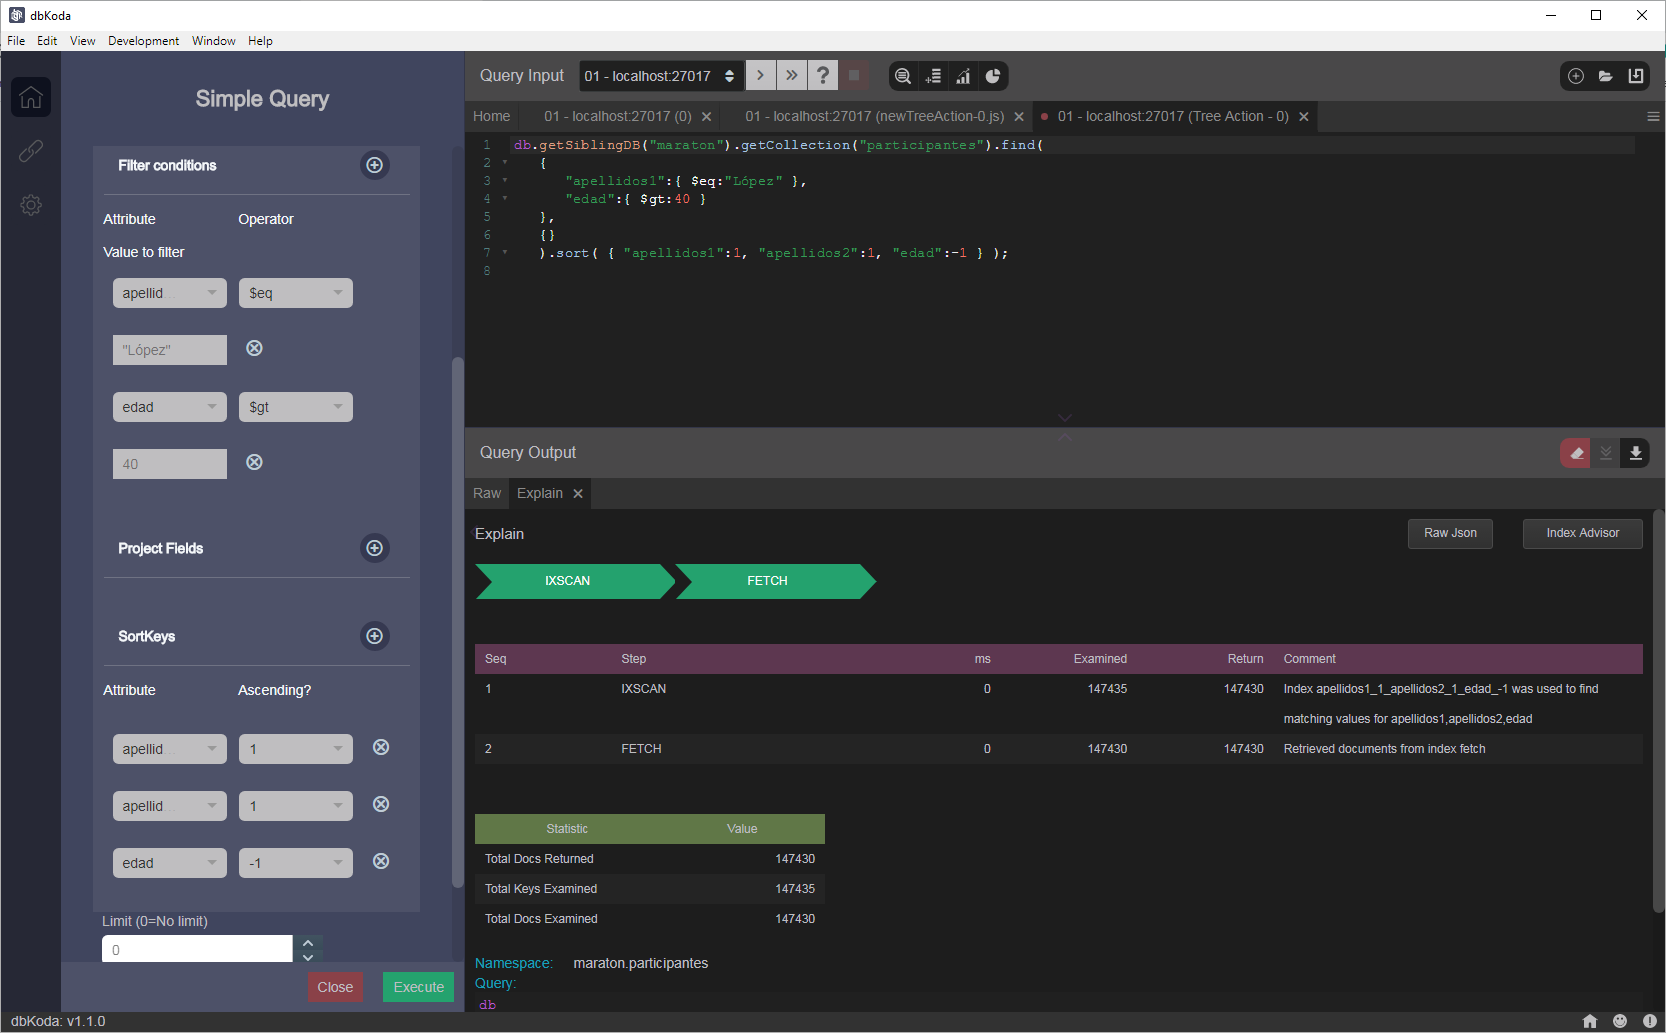 dbKoda
File Edit View Development Window Help
Simple Query
Filter conditions
Attribute Operator
Value to filter
apellid $eq
"López"
edad $gt
40
Project Fields
SortKeys
Attribute Ascending?
apellid 1
apellid 1
edad -1
Limit (0=No limit)
0
Close Execute
Query Input 01 - localhost:27017
Home 01 - localhost:27017 (0) 01 - localhost:27017 (newTreeAction-0.js) 01 - localhost:27017 (Tree Action - 0)
1 db.getSiblingDB("maraton").getCollection("participantes").find(
2 {
3 "apellidos1":{ $eq:"López" },
4 "edad":{ $gt:40 }
5 },
6 {}
7 ).sort( { "apellidos1":1, "apellidos2":1, "edad":-1 } );
8
Query Output
Raw Explain
Explain Raw Json Index Advisor
IXSCAN FETCH
Seq Step ms Examined Return Comment
1 IXSCAN 0 147435 147430 Index apellidos1_1_apellidos2_1_edad_-1 was used to find
matching values for apellidos1,apellidos2,edad
2 FETCH 0 147430 147430 Retrieved documents from index fetch
Statistic Value
Total Docs Returned 147430
Total Keys Examined 147435
Total Docs Examined 147430
Namespace: maraton.participantes
Query:
db
dbKoda: v1.1.0